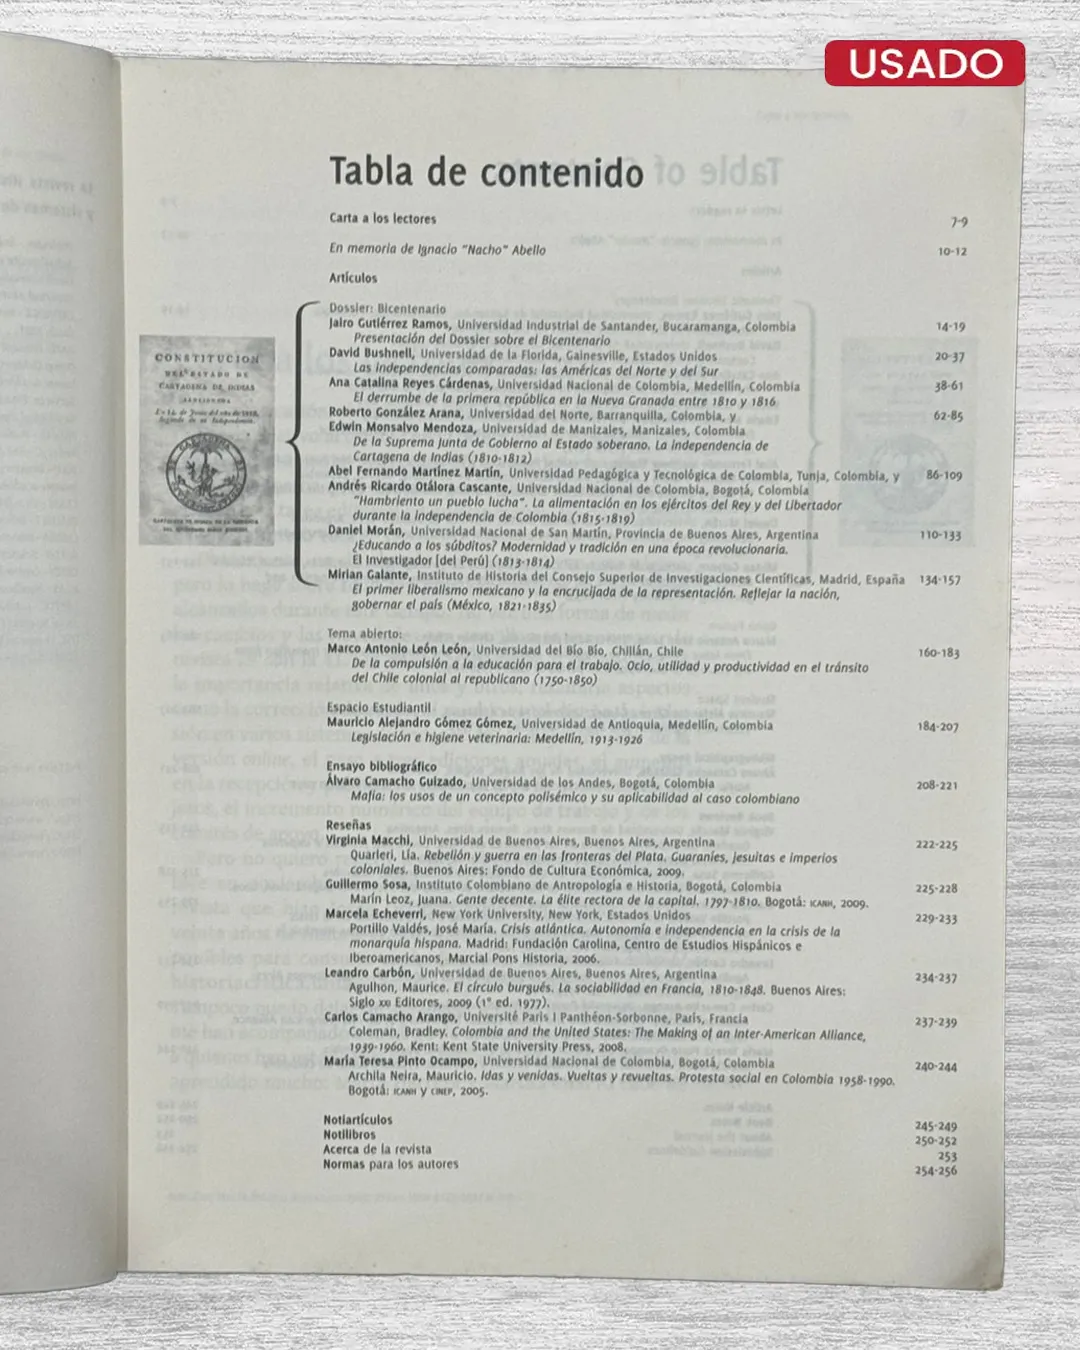 USADO
Tabla de contenido
Carta a los lectores 7-9
En memoria de Ignacio "Nacho" Abello 10-12
Artículos
Dossier: Bicentenario
Jairo Gutiérrez Ramos, Universidad Industrial de Santander, Bucaramanga, Colombia 14-19
Presentación del Dossier sobre el Bicentenario
David Bushnell, Universidad de la Florida, Gainesville, Estados Unidos 20-37
Las independencias comparadas: las Américas del Norte y del Sur
Ana Catalina Reyes Cárdenas, Universidad Nacional de Colombia, Medellín, Colombia 38-61
El derrumbe de la primera república en la Nueva Granada entre 1810 y 1816
Roberto González Arana, Universidad del Norte, Barranquilla, Colombia, y 62-85
Edwin Monsalvo Mendoza, Universidad de Manizales, Manizales, Colombia
De la Suprema Junta de Gobierno al Estado soberano. La independencia de
Cartagena de Indias (1810-1812)
Abel Fernando Martínez Martín, Universidad Pedagógica y Tecnológica de Colombia, Tunja, Colombia, y 86-109
Andrés Ricardo Otálora Cascante, Universidad Nacional de Colombia, Bogotá, Colombia
"Hambriento un pueblo lucha". La alimentación en los ejércitos del Rey y del Libertador
durante la independencia de Colombia (1815-1819)
Daniel Morán, Universidad Nacional de San Martín, Provincia de Buenos Aires, Argentina 110-133
¿Educando a los súbditos? Modernidad y tradición en una época revolucionaria.
El Investigador [del Perú] (1813-1814)
Mirian Galante, Instituto de Historia del Consejo Superior de Investigaciones Científicas, Madrid, España 134-157
El primer liberalismo mexicano y la encrucijada de la representación. Reflejar la nación,
gobernar el país (México, 1821-1835)
CONSTITUCION
DEL ESTADO DE
CARTAGENA DE INDIAS
Tema abierto:
Marco Antonio León León, Universidad del Bío Bío, Chillán, Chile 160-183
De la compulsión a la educación para el trabajo. Ocio, utilidad y productividad en el tránsito
del Chile colonial al republicano (1750-1850)
Espacio Estudiantil
Mauricio Alejandro Gómez Gómez, Universidad de Antioquia, Medellín, Colombia 184-207
Legislación e higiene veterinaria: Medellín, 1913-1926
Ensayo bibliográfico
Álvaro Camacho Guizado, Universidad de los Andes, Bogotá, Colombia 208-221
Mafia: los usos de un concepto polisémico y su aplicabilidad al caso colombiano
Reseñas
Virginia Macchi, Universidad de Buenos Aires, Buenos Aires, Argentina 222-225
Quarleri, Lía. Rebelión y guerra en las fronteras del Plata. Guaraníes, jesuitas e imperios
coloniales. Buenos Aires: Fondo de Cultura Económica, 2009.
Guillermo Sosa, Instituto Colombiano de Antropología e Historia, Bogotá, Colombia 225-228
Marín Leoz, Juana. Gente decente. La élite rectora de la capital. 1797-1810. Bogotá: ICANH, 2009.
Marcela Echeverri, New York University, New York, Estados Unidos 229-233
Portillo Valdés, José María. Crisis atlántica. Autonomía e independencia en la crisis de la
monarquía hispana. Madrid: Fundación Carolina, Centro de Estudios Hispánicos e
Iberoamericanos, Marcial Pons Historia, 2006.
Leandro Carbón, Universidad de Buenos Aires, Buenos Aires, Argentina 234-237
Agulhon, Maurice. El círculo burgués. La sociabilidad en Francia, 1810-1848. Buenos Aires:
Siglo XXI Editores, 2009 (1ª ed. 1977).
Carlos Camacho Arango, Université Paris I Panthéon-Sorbonne, París, Francia 237-239
Coleman, Bradley. Colombia and the United States: The Making of an Inter-American Alliance,
1939-1960. Kent: Kent State University Press, 2008.
María Teresa Pinto Ocampo, Universidad Nacional de Colombia, Bogotá, Colombia 240-244
Archila Neira, Mauricio. Idas y venidas. Vueltas y revueltas. Protesta social en Colombia 1958-1990.
Bogotá: ICANH y CINEP, 2005.
Notiartículos 245-249
Notilibros 250-252
Acerca de la revista 253
Normas para los autores 254-256